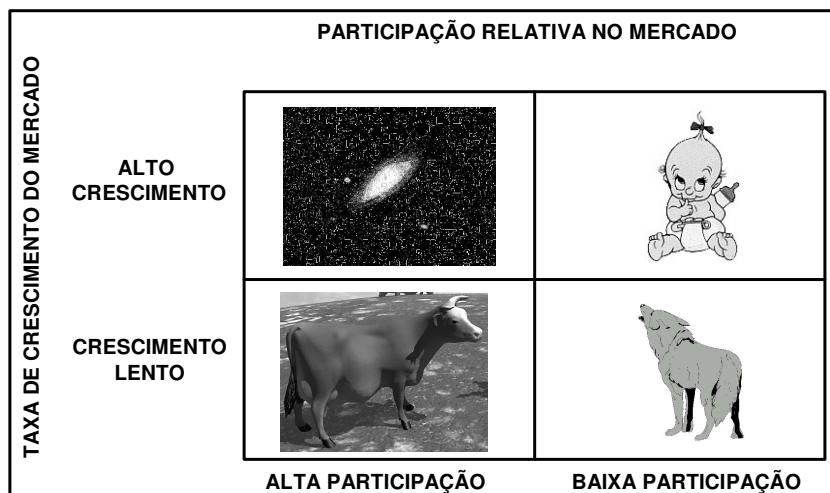 PARTICIPAÇÃO RELATIVA NO MERCADO
TAXA DE CRESCIMENTO DO MERCADO
ALTO
CRESCIMENTO
CRESCIMENTO
LENTO
ALTA PARTICIPAÇÃO
BAIXA PARTICIPAÇÃO